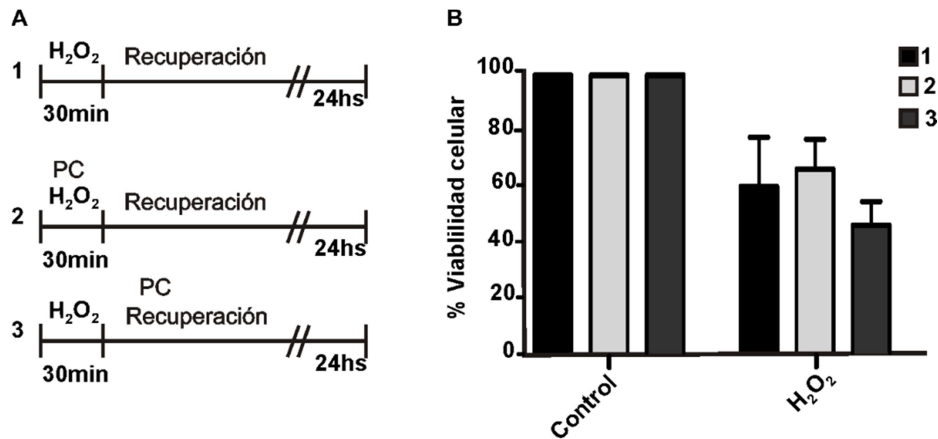 A
1
H₂O₂
Recuperación
30min
24hs
2
PC
H₂O₂
Recuperación
30min
24hs
3
H₂O₂
PC
Recuperación
30min
24hs
B
% Viablilidad celular
100
80
60
40
20
0
Control
H₂O₂
1
2
3